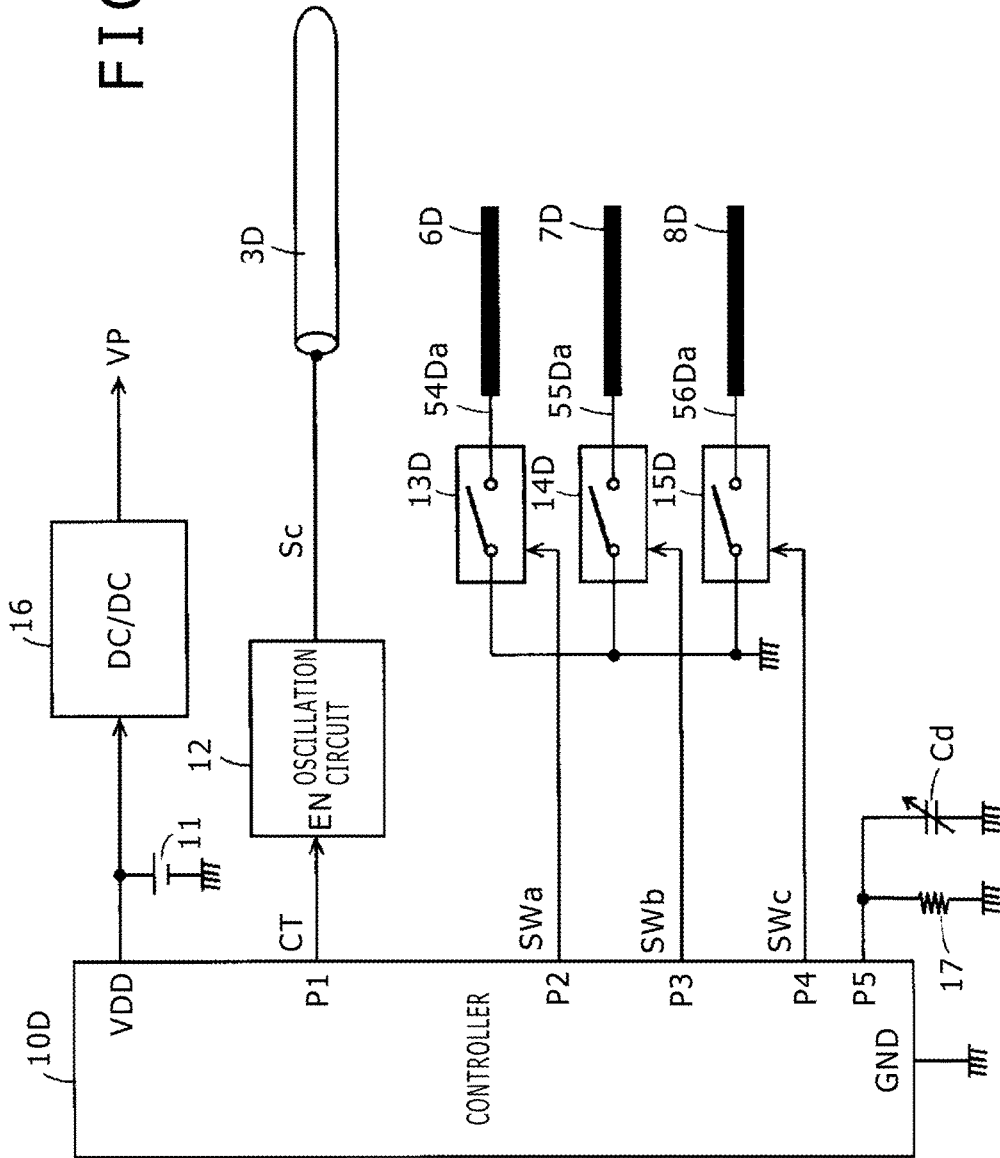 FIG
10D
CONTROLLER
VDD
11
16
DC/DC
VP
P1
CT
12
EN
OSCILLATION
CIRCUIT
Sc
3D
P2
SWa
13D
54Da
6D
P3
SWb
14D
55Da
7D
P4
SWc
15D
56Da
8D
P5
17
Cd
GND